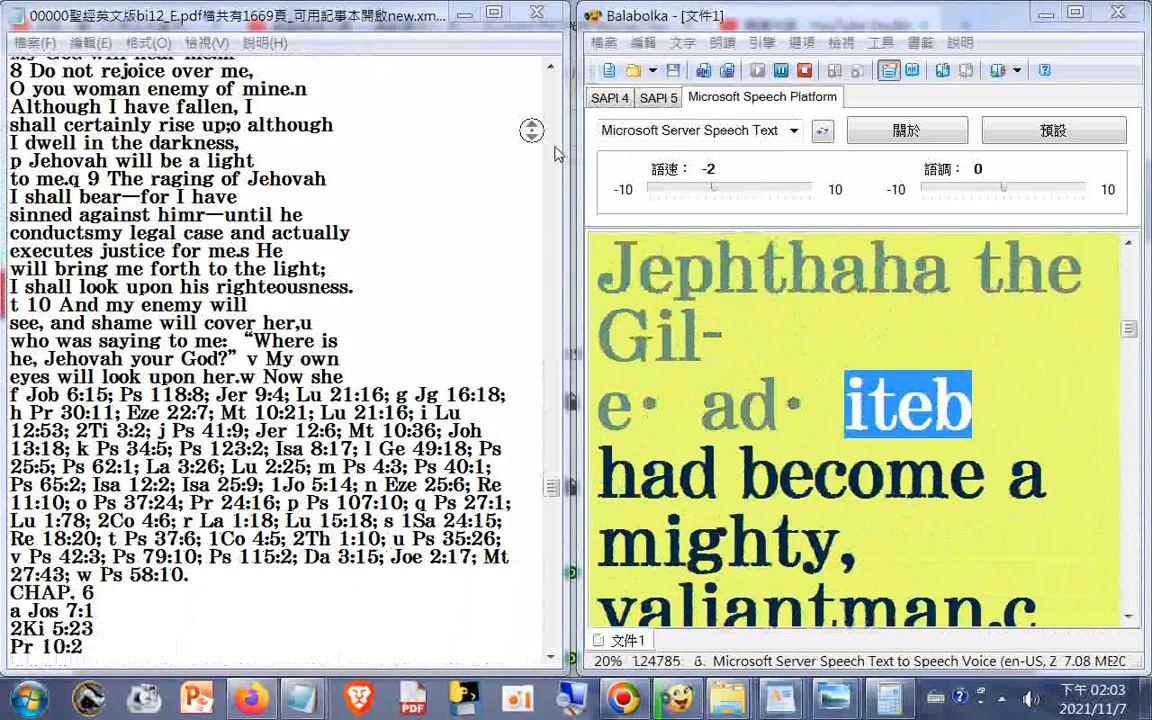 00000聖經英文版bi12_E.pdf檔共有1669頁_可用記事本開啟new.xm...
檔案(F) 編輯(E) 格式(O) 檢視(V) 說明(H)
8 Do not rejoice over me,
O you woman enemy of mine.n
Although I have fallen, I
shall certainly rise up;o although
I dwell in the darkness,
p Jehovah will be a light
to me.q 9 The raging of Jehovah
I shall bear—for I have
sinned against himr—until he
conductsmy legal case and actually
executes justice for me.s He
will bring me forth to the light;
I shall look upon his righteousness.
t 10 And my enemy will
see, and shame will cover her,u
who was saying to me: “Where is
he, Jehovah your God?” v My own
eyes will look upon her.w Now she
f Job 6:15; Ps 118:8; Jer 9:4; Lu 21:16; g Jg 16:18;
h Pr 30:11; Eze 22:7; Mt 10:21; Lu 21:16; i Lu
12:53; 2Ti 3:2; j Ps 41:9; Jer 12:6; Mt 10:36; Joh
13:18; k Ps 34:5; Ps 123:2; Isa 8:17; l Ge 49:18; Ps
25:5; Ps 62:1; La 3:26; Lu 2:25; m Ps 4:3; Ps 40:1;
Ps 65:2; Isa 12:2; Isa 25:9; 1Jo 5:14; n Eze 25:6; Re
11:10; o Ps 37:24; Pr 24:16; p Ps 107:10; q Ps 27:1;
Lu 1:78; 2Co 4:6; r La 1:18; Lu 15:18; s 1Sa 24:15;
Re 18:20; t Ps 37:6; 1Co 4:5; 2Th 1:10; u Ps 35:26;
v Ps 42:3; Ps 79:10; Ps 115:2; Da 3:15; Joe 2:17; Mt
27:43; w Ps 58:10.
CHAP. 6
a Jos 7:1
2Ki 5:23
Pr 10:2
Balabolka - [文件1]
檔案 編輯 文字 朗讀 引擎 選項 檢視 工具 書籤 說明
SAPI 4 SAPI 5 Microsoft Speech Platform
Microsoft Server Speech Text 關於 預設
語速： -2 語調： 0
-10 10 -10 10
Jephthaha the
Gil-
e· ad· iteb
had become a
mighty,
valiantman.c
文件1
20% Microsoft Server Speech Text to Speech Voice (en-US, Z 7.08 ME
PDF
下午 02:03
2021/11/7